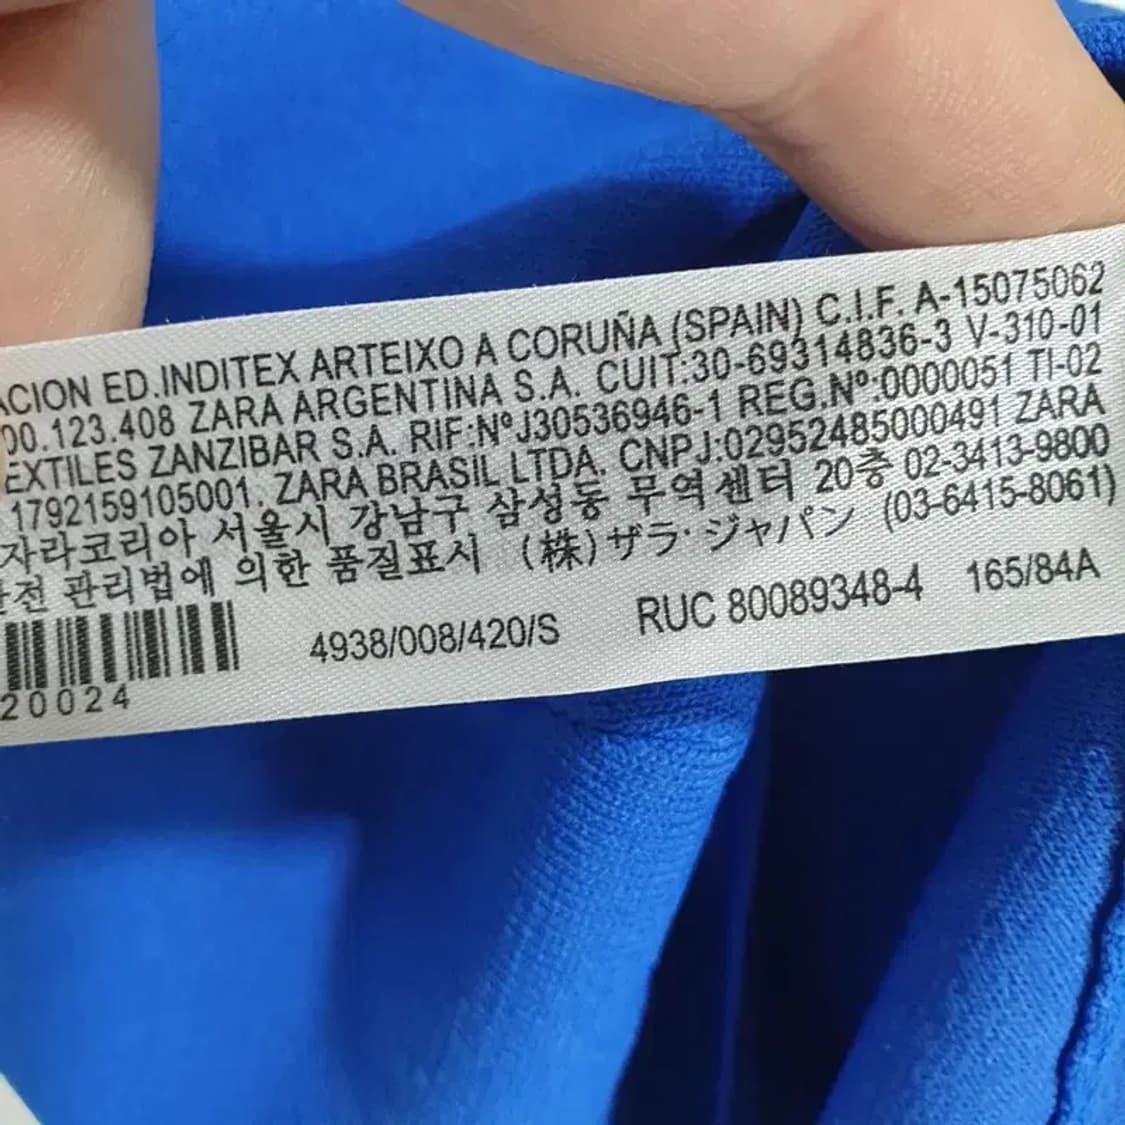 ACION ED.INDITEX ARTEIXO A CORUÑA (SPAIN) C.I.F. A-15075062
00.123.408 ZARA ARGENTINA S.A. CUIT:30-69314836-3 V-310-01
EXTILES ZANZIBAR S.A. RIF:NºJ30536946-1 REG.Nº:0000051 TI-02
1792159105001. ZARA BRASIL LTDA. CNPJ:02952485000491 ZARA
자라코리아 서울시 강남구 삼성동 무역센터 20층 02-3413-9800
안전 관리법에 의한 품질표시 (株)ザラ·ジャパン (03-6415-8061)
4938/008/420/S RUC 80089348-4 165/84A
20024